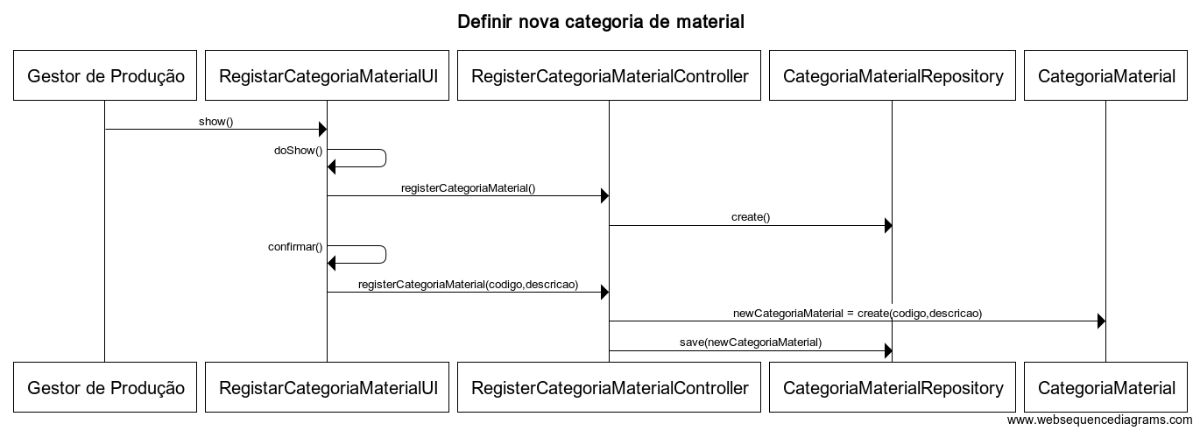 Definir nova categoria de material
Gestor de Produção
RegistarCategoriaMaterialUI
RegisterCategoriaMaterialController
CategoriaMaterialRepository
CategoriaMaterial
show()
doShow()
registerCategoriaMaterial()
create()
confirmar()
registerCategoriaMaterial(codigo,descricao)
newCategoriaMaterial = create(codigo,descricao)
save(newCategoriaMaterial)
Gestor de Produção
RegistarCategoriaMaterialUI
RegisterCategoriaMaterialController
CategoriaMaterialRepository
CategoriaMaterial
www.websequencediagrams.com